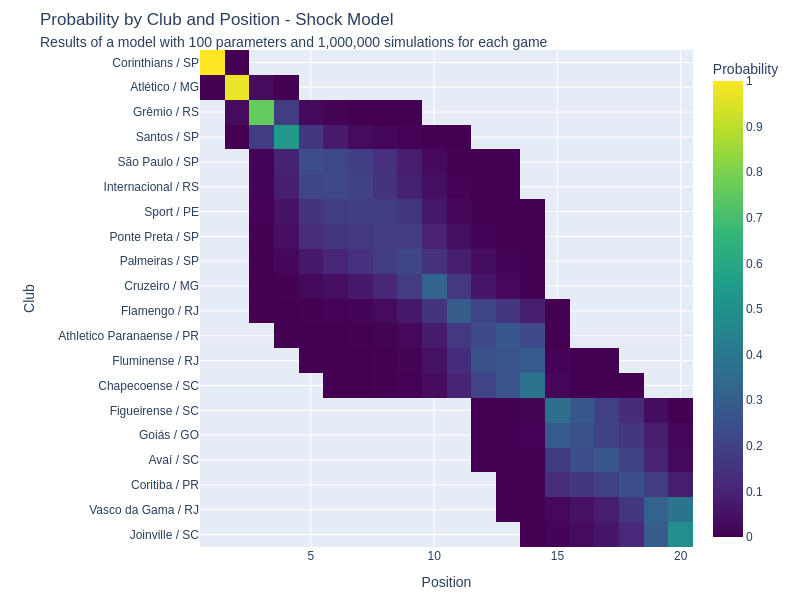 Probability by Club and Position - Shock Model
Results of a model with 100 parameters and 1,000,000 simulations for each game
Probability
Corinthians / SP
Atlético / MG
Grêmio / RS
Santos / SP
São Paulo / SP
Internacional / RS
Sport / PE
Ponte Preta / SP
Palmeiras / SP
Cruzeiro / MG
Flamengo / RJ
Athletico Paranaense / PR
Fluminense / RJ
Chapecoense / SC
Figueirense / SC
Goiás / GO
Avaí / SC
Coritiba / PR
Vasco da Gama / RJ
Joinville / SC
Club
5
10
15
20
Position
1
0.9
0.8
0.7
0.6
0.5
0.4
0.3
0.2
0.1
0